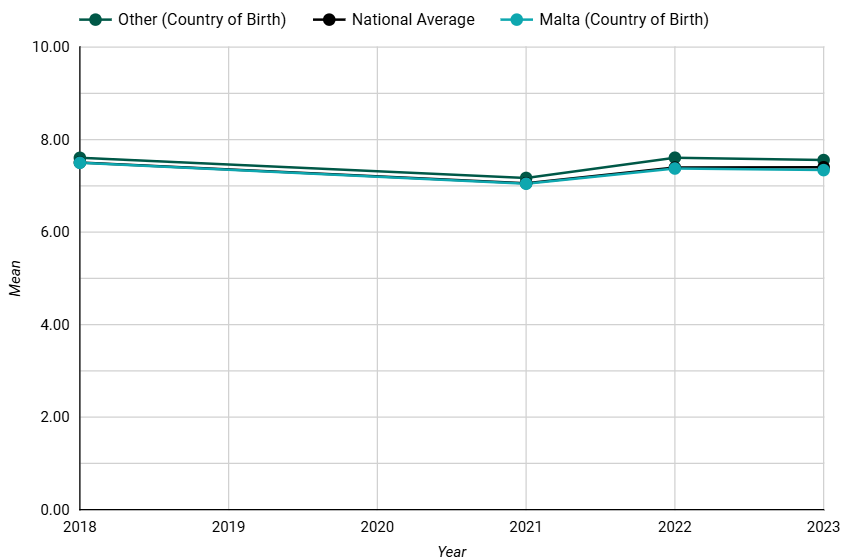 Other (Country of Birth) National Average Malta (Country of Birth)
10.00
8.00
6.00
4.00
2.00
0.00
Mean
2018 2019 2020 2021 2022 2023
Year